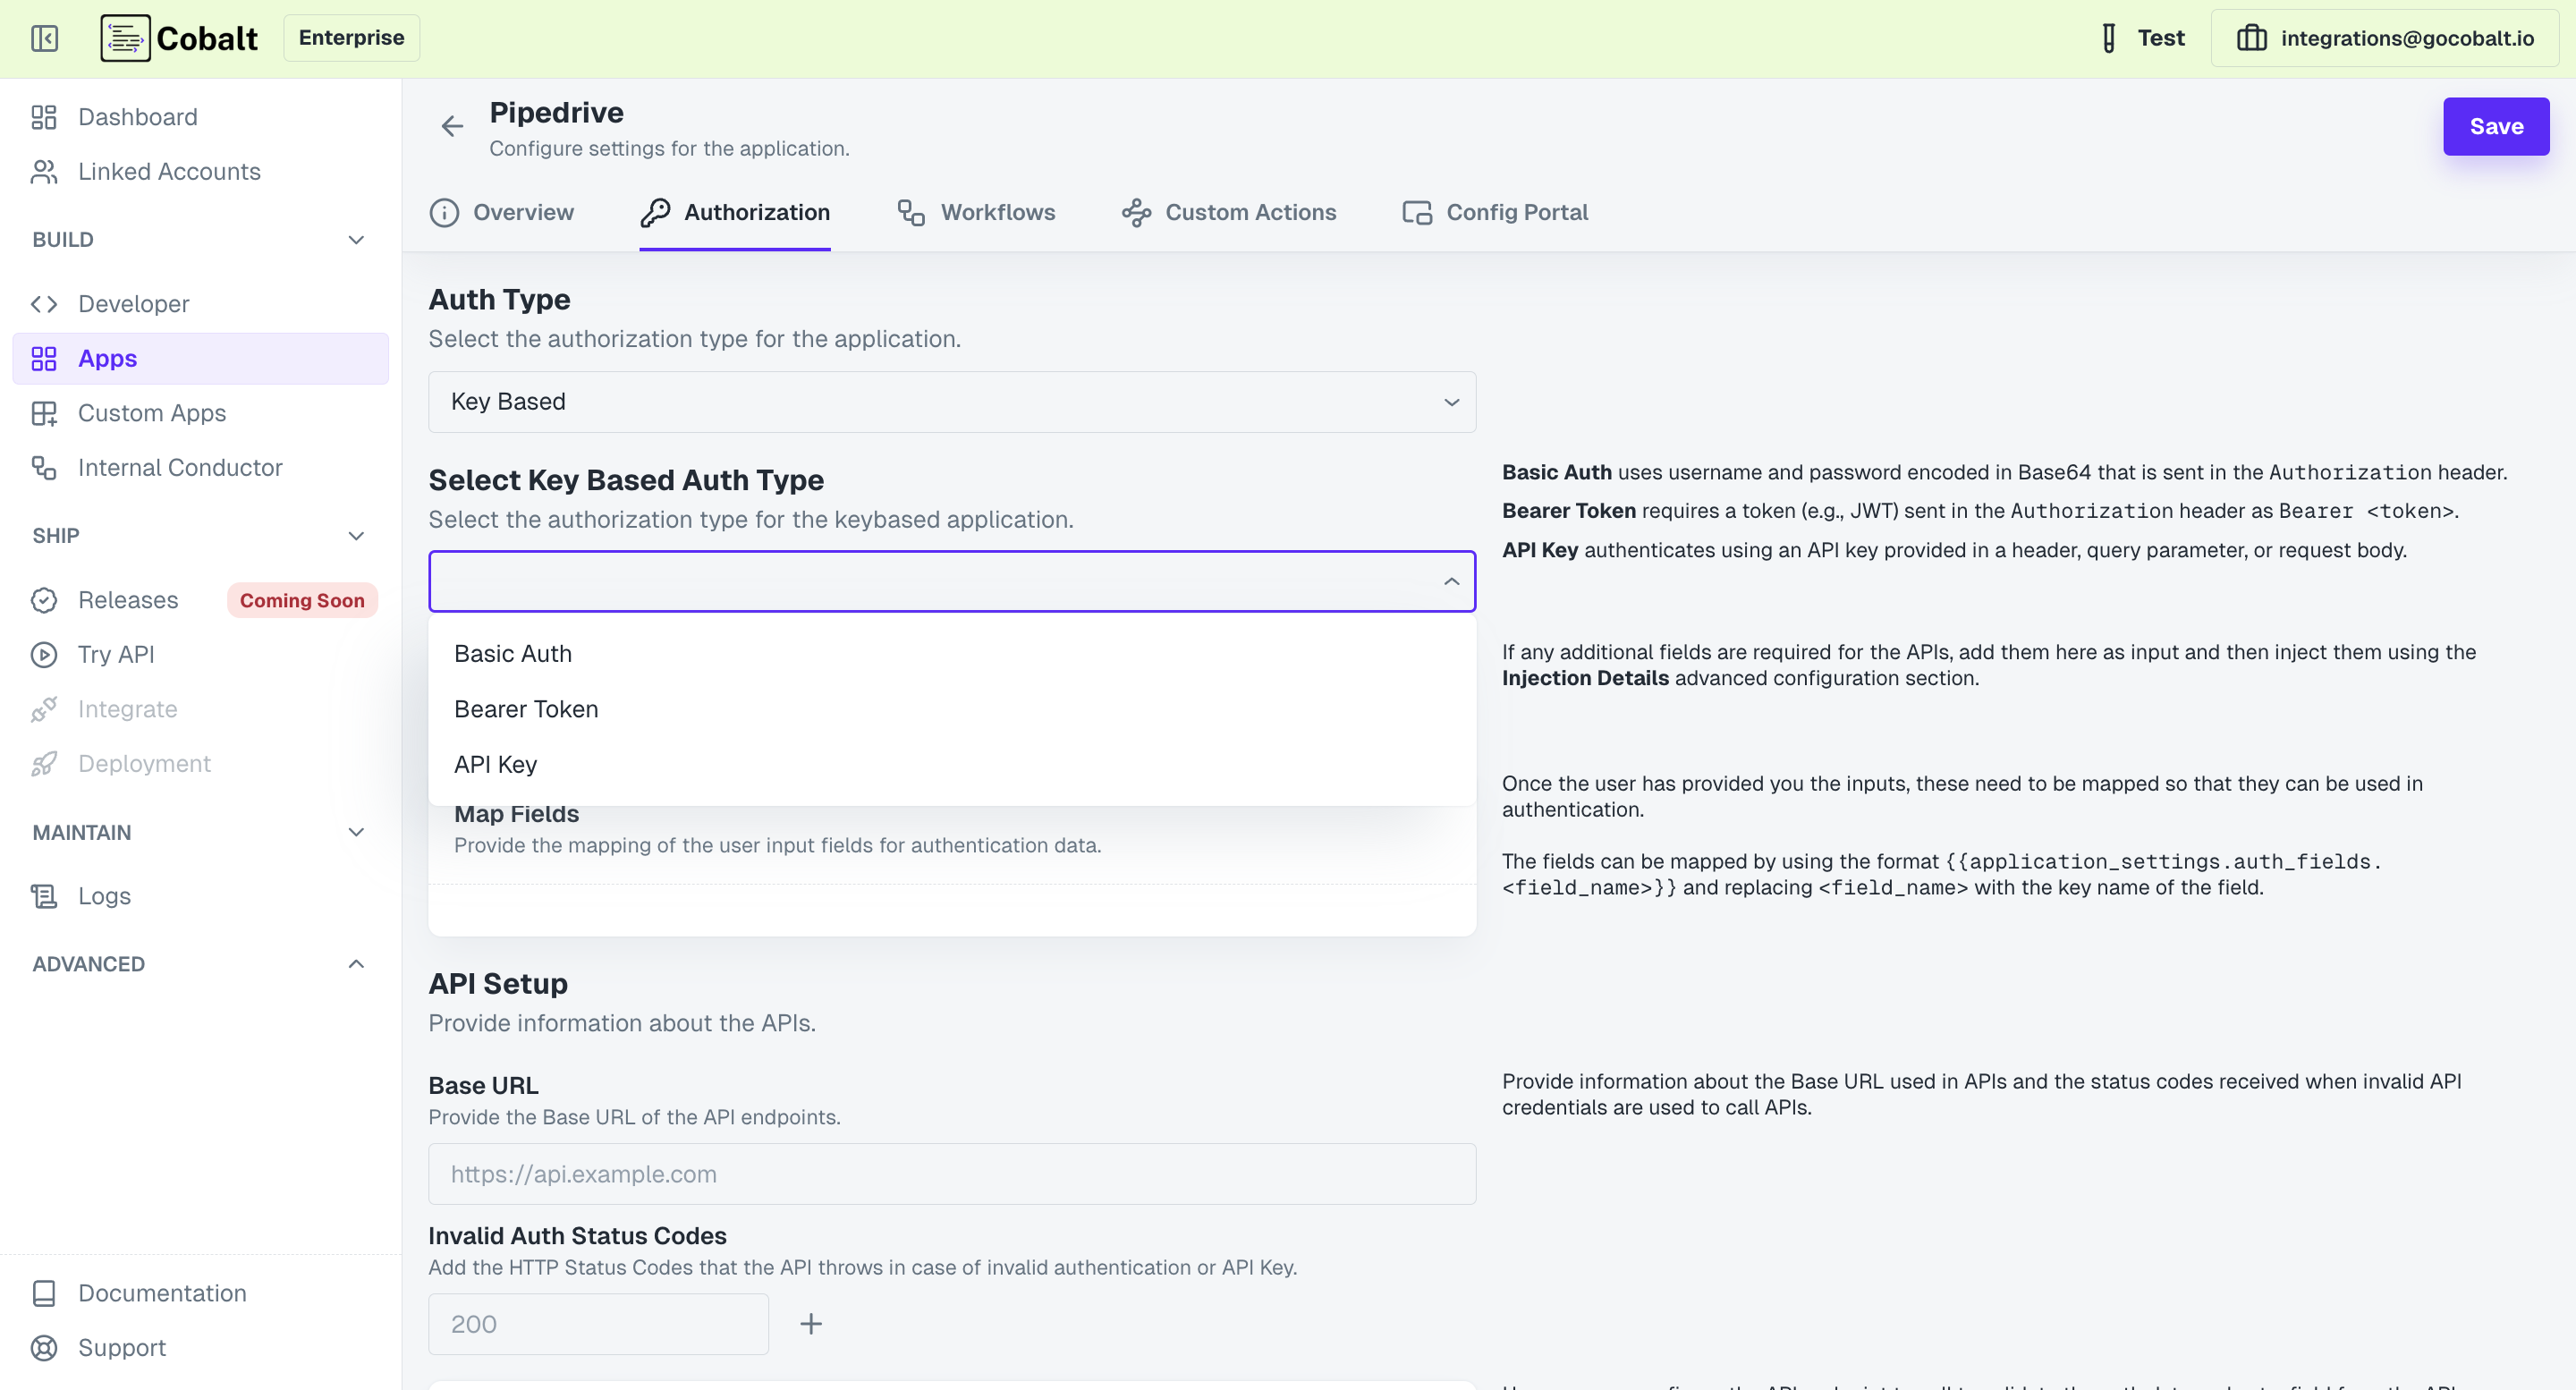 Cobalt
Enterprise
Test
integrations@gocobalt.io
Dashboard
Linked Accounts
BUILD
Developer
Apps
Custom Apps
Internal Conductor
SHIP
Releases
Coming Soon
Try API
Integrate
Deployment
MAINTAIN
Logs
ADVANCED
Documentation
Support
Pipedrive
Configure settings for the application.
Save
Overview
Authorization
Workflows
Custom Actions
Config Portal
Auth Type
Select the authorization type for the application.
Key Based
Select Key Based Auth Type
Select the authorization type for the keybased application.
Basic Auth
Bearer Token
API Key
Map Fields
Provide the mapping of the user input fields for authentication data.
API Setup
Provide information about the APIs.
Base URL
Provide the Base URL of the API endpoints.
https://api.example.com
Invalid Auth Status Codes
Add the HTTP Status Codes that the API throws in case of invalid authentication or API Key.
200
Basic Auth uses username and password encoded in Base64 that is sent in the Authorization header.
Bearer Token requires a token (e.g., JWT) sent in the Authorization header as Bearer <token>.
API Key authenticates using an API key provided in a header, query parameter, or request body.
If any additional fields are required for the APIs, add them here as input and then inject them using the
Injection Details advanced configuration section.
Once the user has provided you the inputs, these need to be mapped so that they can be used in
authentication.
The fields can be mapped by using the format {{application_settings.auth_fields.
<field_name>}} and replacing <field_name> with the key name of the field.
Provide information about the Base URL used in APIs and the status codes received when invalid API
credentials are used to call APIs.